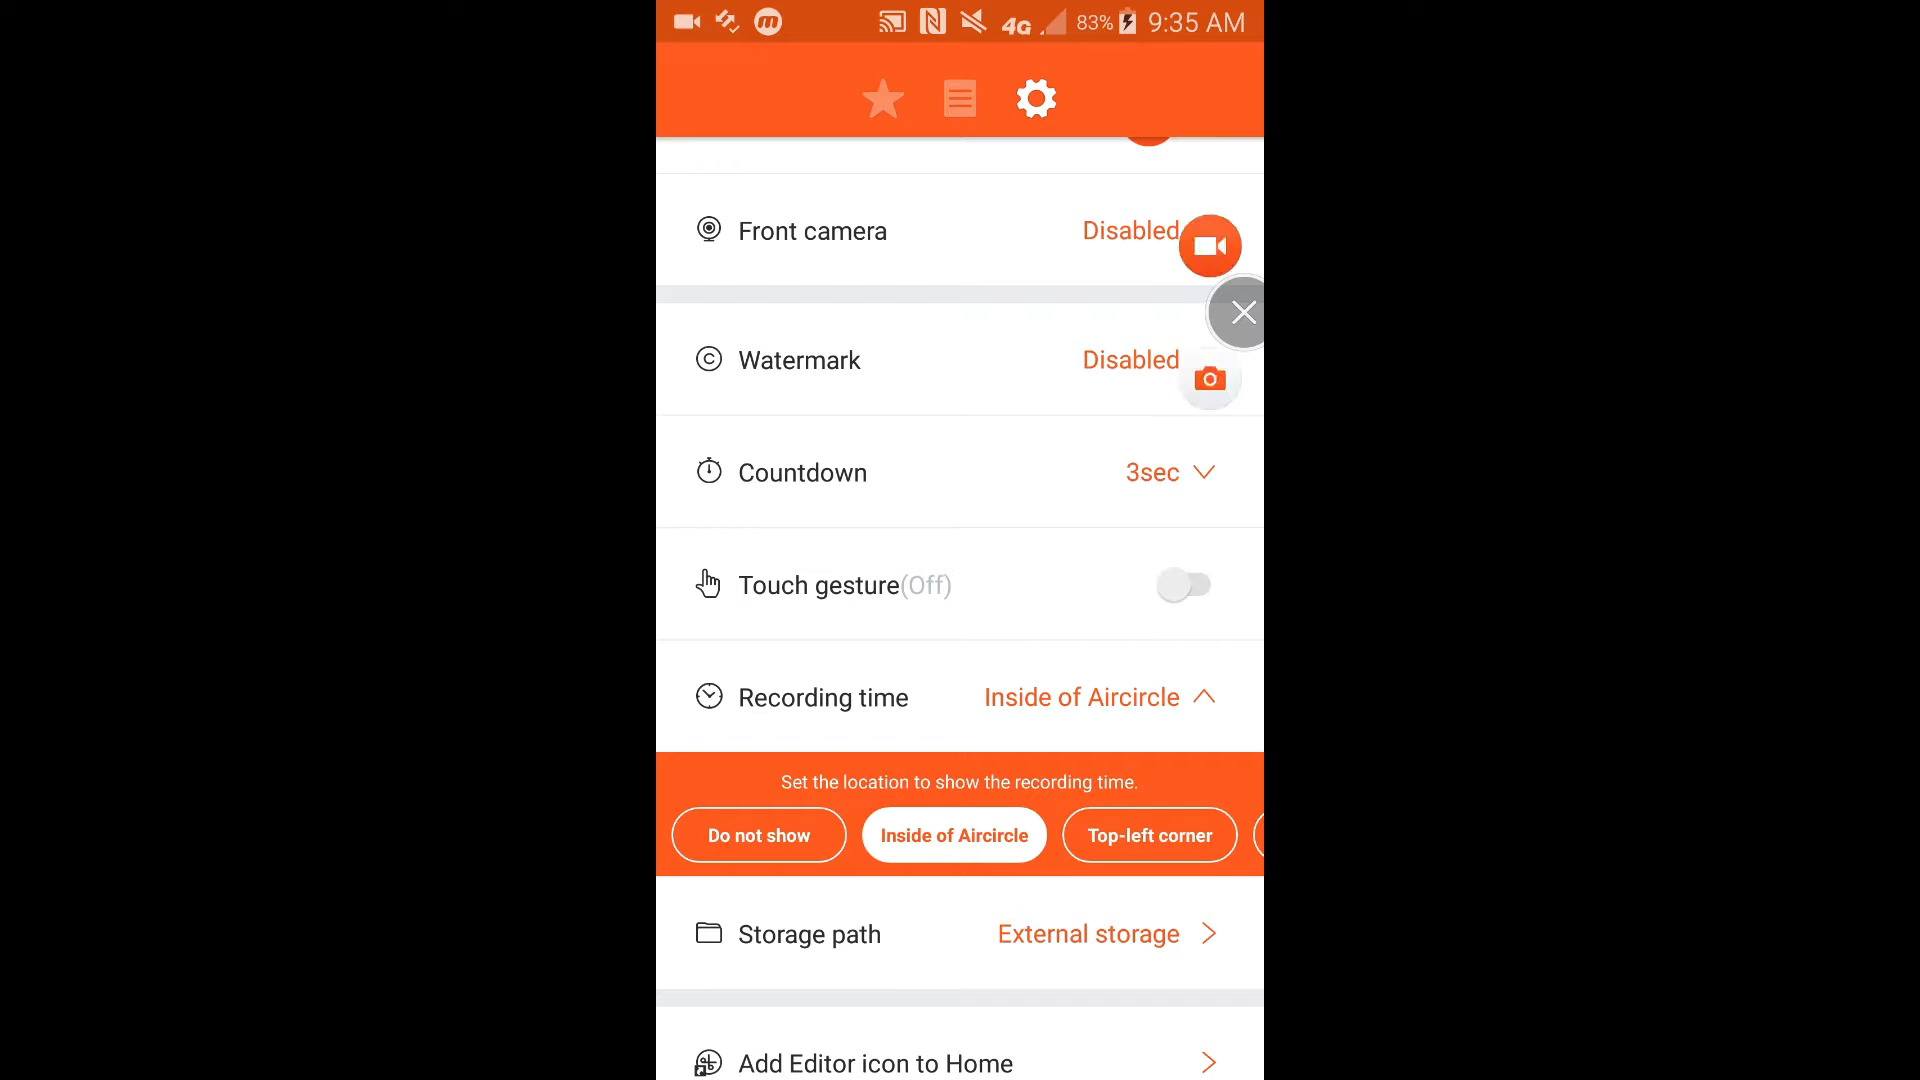 4G 83% 9:35 AM
Front camera Disabled
Watermark Disabled
Countdown 3sec
Touch gesture(Off)
Recording time Inside of Aircircle
Set the location to show the recording time.
Do not show Inside of Aircircle Top-left corner
Storage path External storage
Add Editor icon to Home